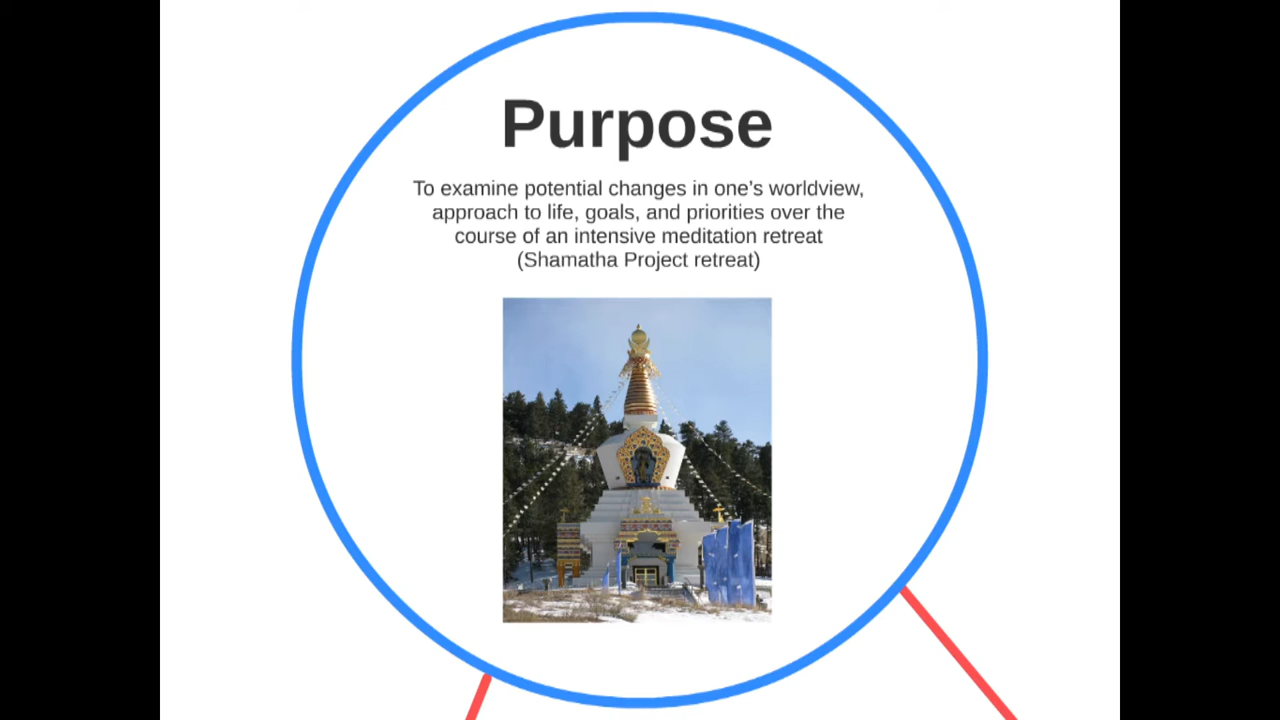 Purpose
To examine potential changes in one's worldview,
approach to life, goals, and priorities over the
course of an intensive meditation retreat
(Shamatha Project retreat)